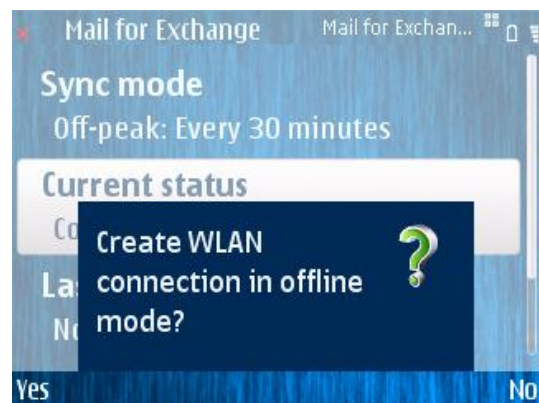 Mail for Exchange
Mail for Exchan...
Sync mode
Off-peak: Every 30 minutes
Current status
Create WLAN
connection in offline
mode?
Yes
No